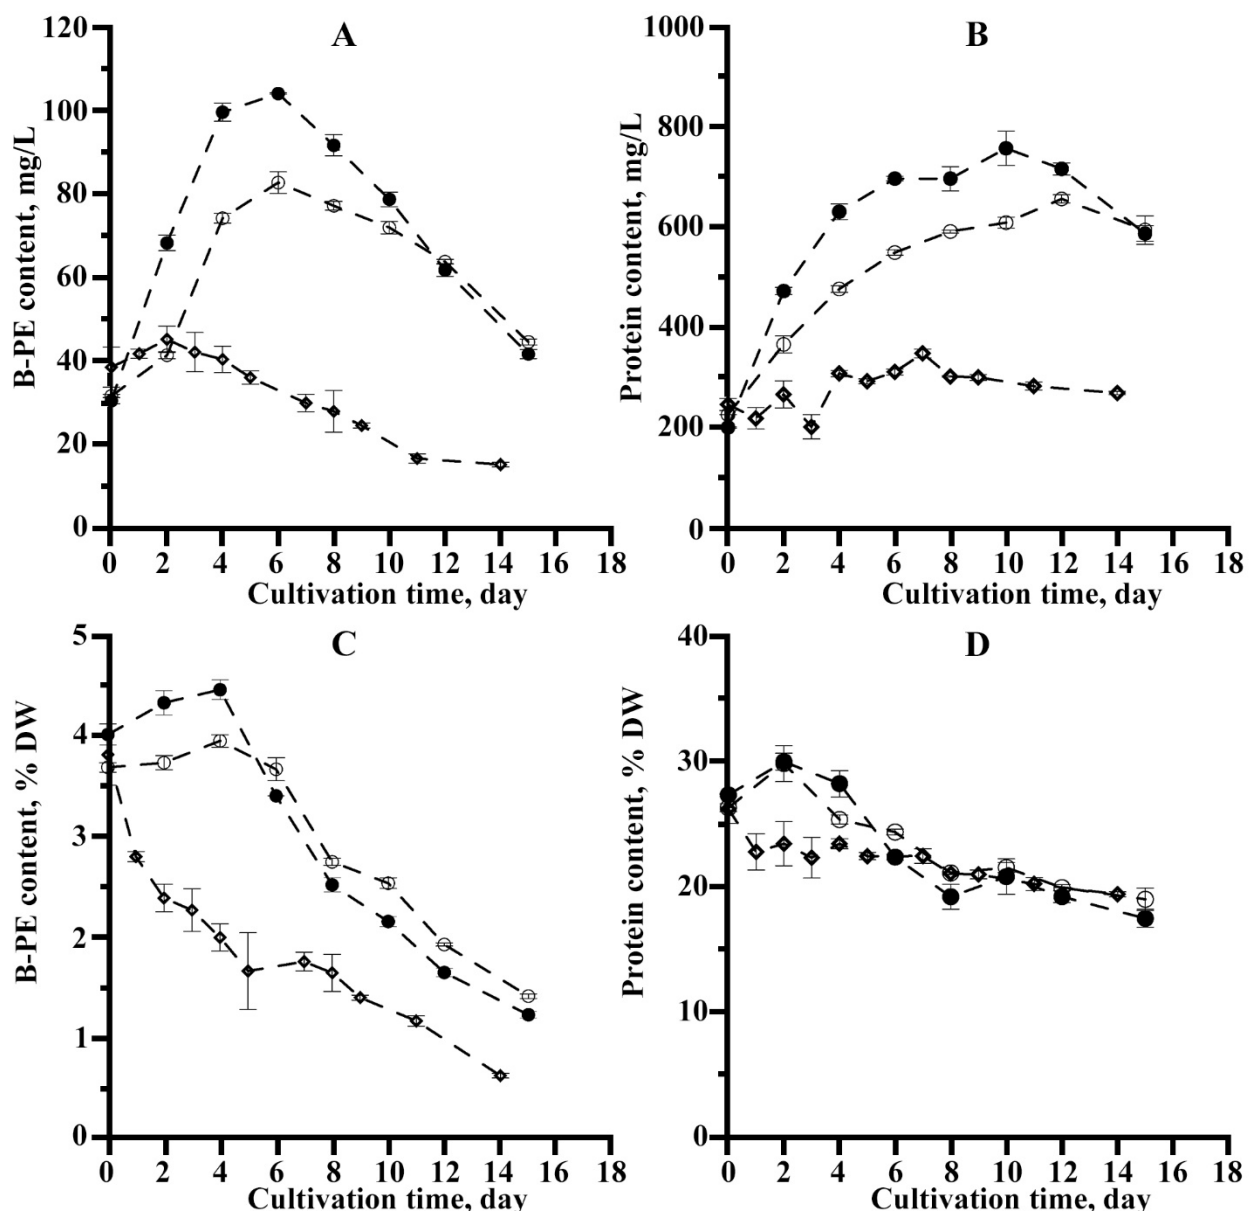 A
B-PE content, mg/L
120
100
80
60
40
20
0
0 2 4 6 8 10 12 14 16 18
Cultivation time, day
B
Protein content, mg/L
1000
800
600
400
200
0
0 2 4 6 8 10 12 14 16 18
Cultivation time, day
C
B-PE content, % DW
5
4
3
2
1
0
0 2 4 6 8 10 12 14 16 18
Cultivation time, day
D
Protein content, % DW
40
30
20
10
0
0 2 4 6 8 10 12 14 16 18
Cultivation time, day